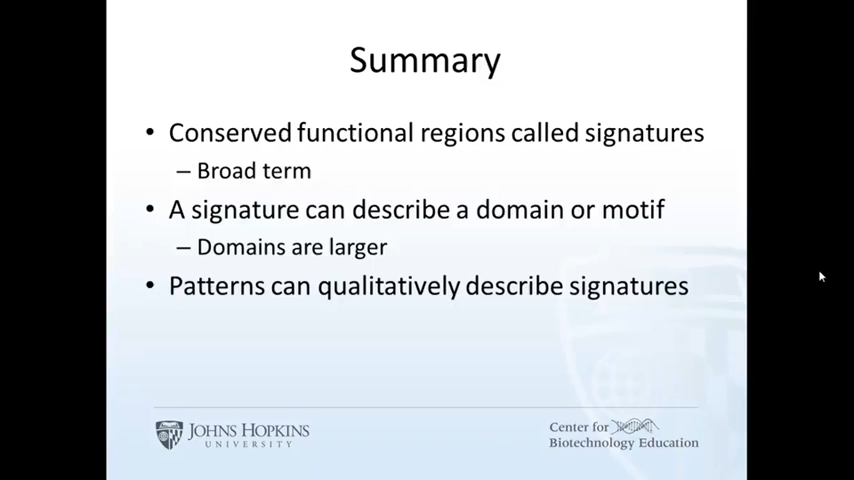 Summary
• Conserved functional regions called signatures
– Broad term
• A signature can describe a domain or motif
– Domains are larger
• Patterns can qualitatively describe signatures
JOHNS HOPKINS
UNIVERSITY
Center for
Biotechnology Education